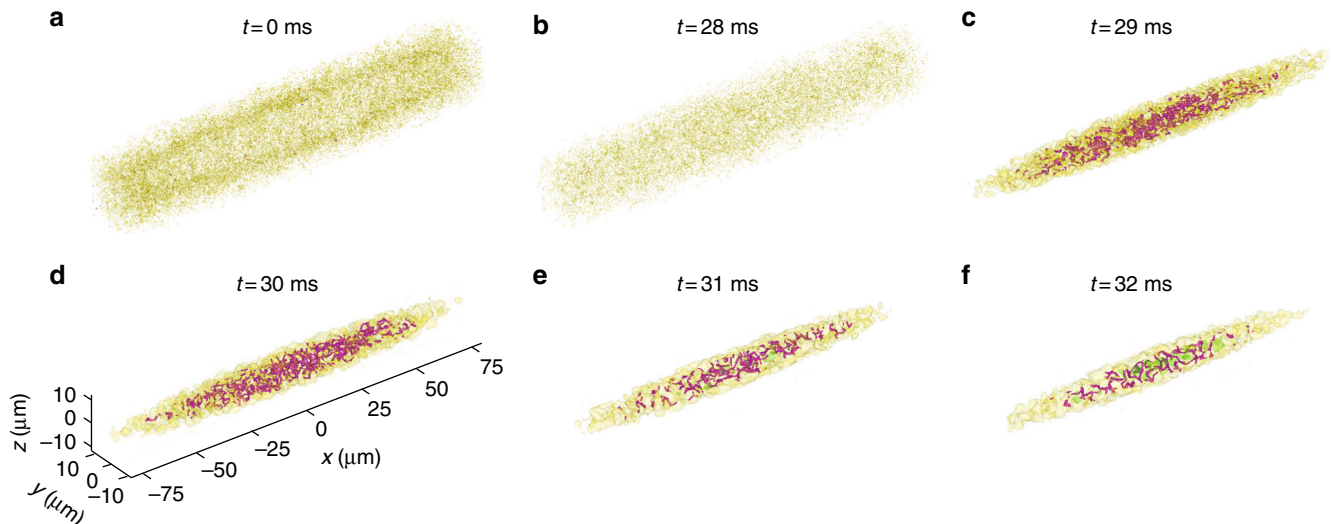 a
t = 0 ms
b
t = 28 ms
c
t = 29 ms
d
t = 30 ms
10
0
−10
z (μm)
10
0
−10
y (μm)
−75
−50
−25
0
25
50
75
x (μm)
e
t = 31 ms
f
t = 32 ms